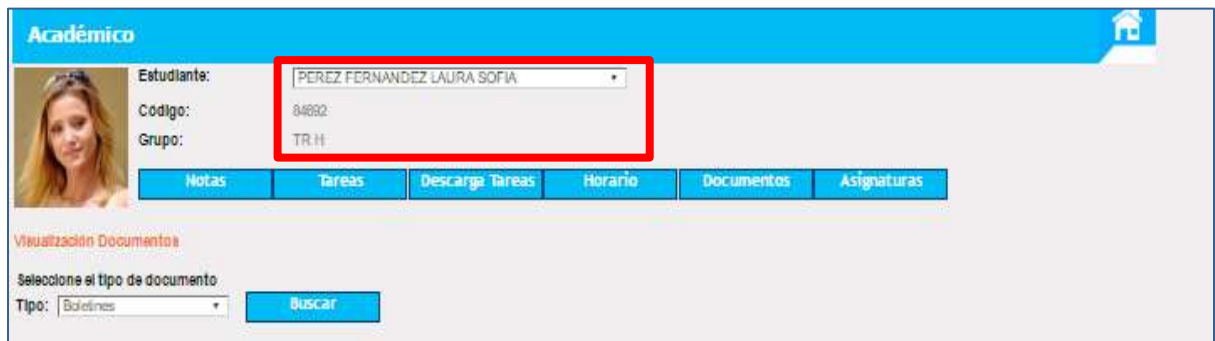 Académico
Estudiante: PEREZ FERNANDEZ LAURA SOFIA
Código: 84692
Grupo: TR H
Notas Tareas Descarga Tareas Horario Documentos Asignaturas
Visualización Documentos
Seleccione el tipo de documento
Tipo: Boletines Buscar